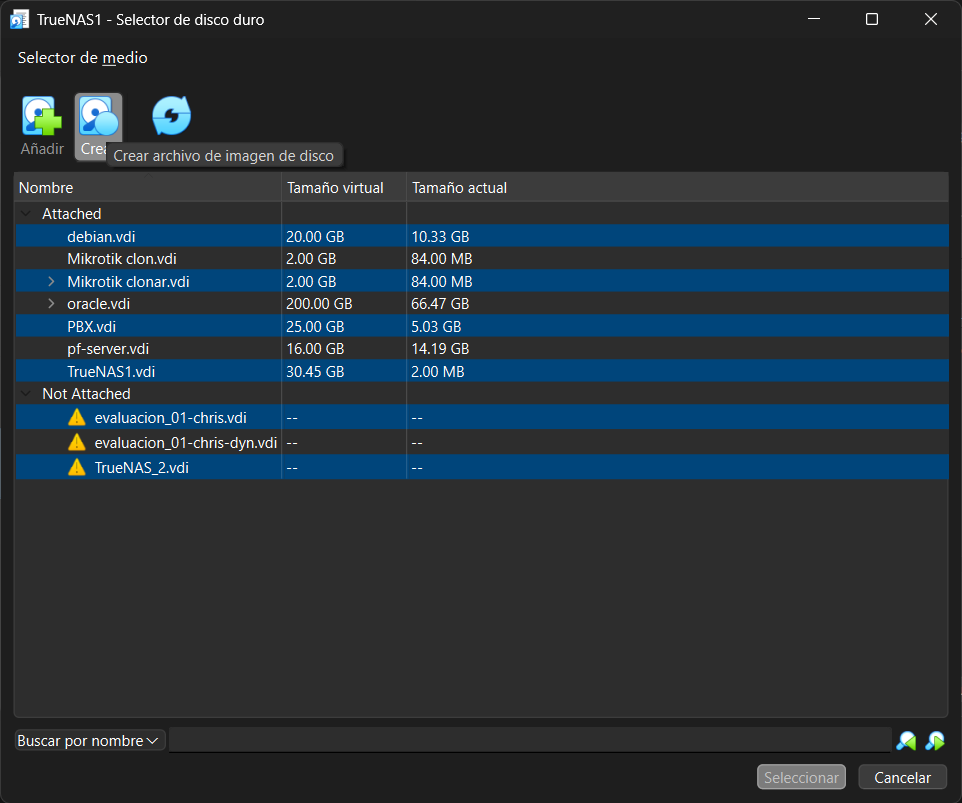 TrueNAS1 - Selector de disco duro
Selector de medio
Añadir Crea
Crear archivo de imagen de disco
Nombre Tamaño virtual Tamaño actual
Attached
debian.vdi 20.00 GB 10.33 GB
Mikrotik clon.vdi 2.00 GB 84.00 MB
Mikrotik clonar.vdi 2.00 GB 84.00 MB
oracle.vdi 200.00 GB 66.47 GB
PBX.vdi 25.00 GB 5.03 GB
pf-server.vdi 16.00 GB 14.19 GB
TrueNAS1.vdi 30.45 GB 2.00 MB
Not Attached
evaluacion_01-chris.vdi -- --
evaluacion_01-chris-dyn.vdi -- --
TrueNAS_2.vdi -- --
Buscar por nombre
Seleccionar Cancelar